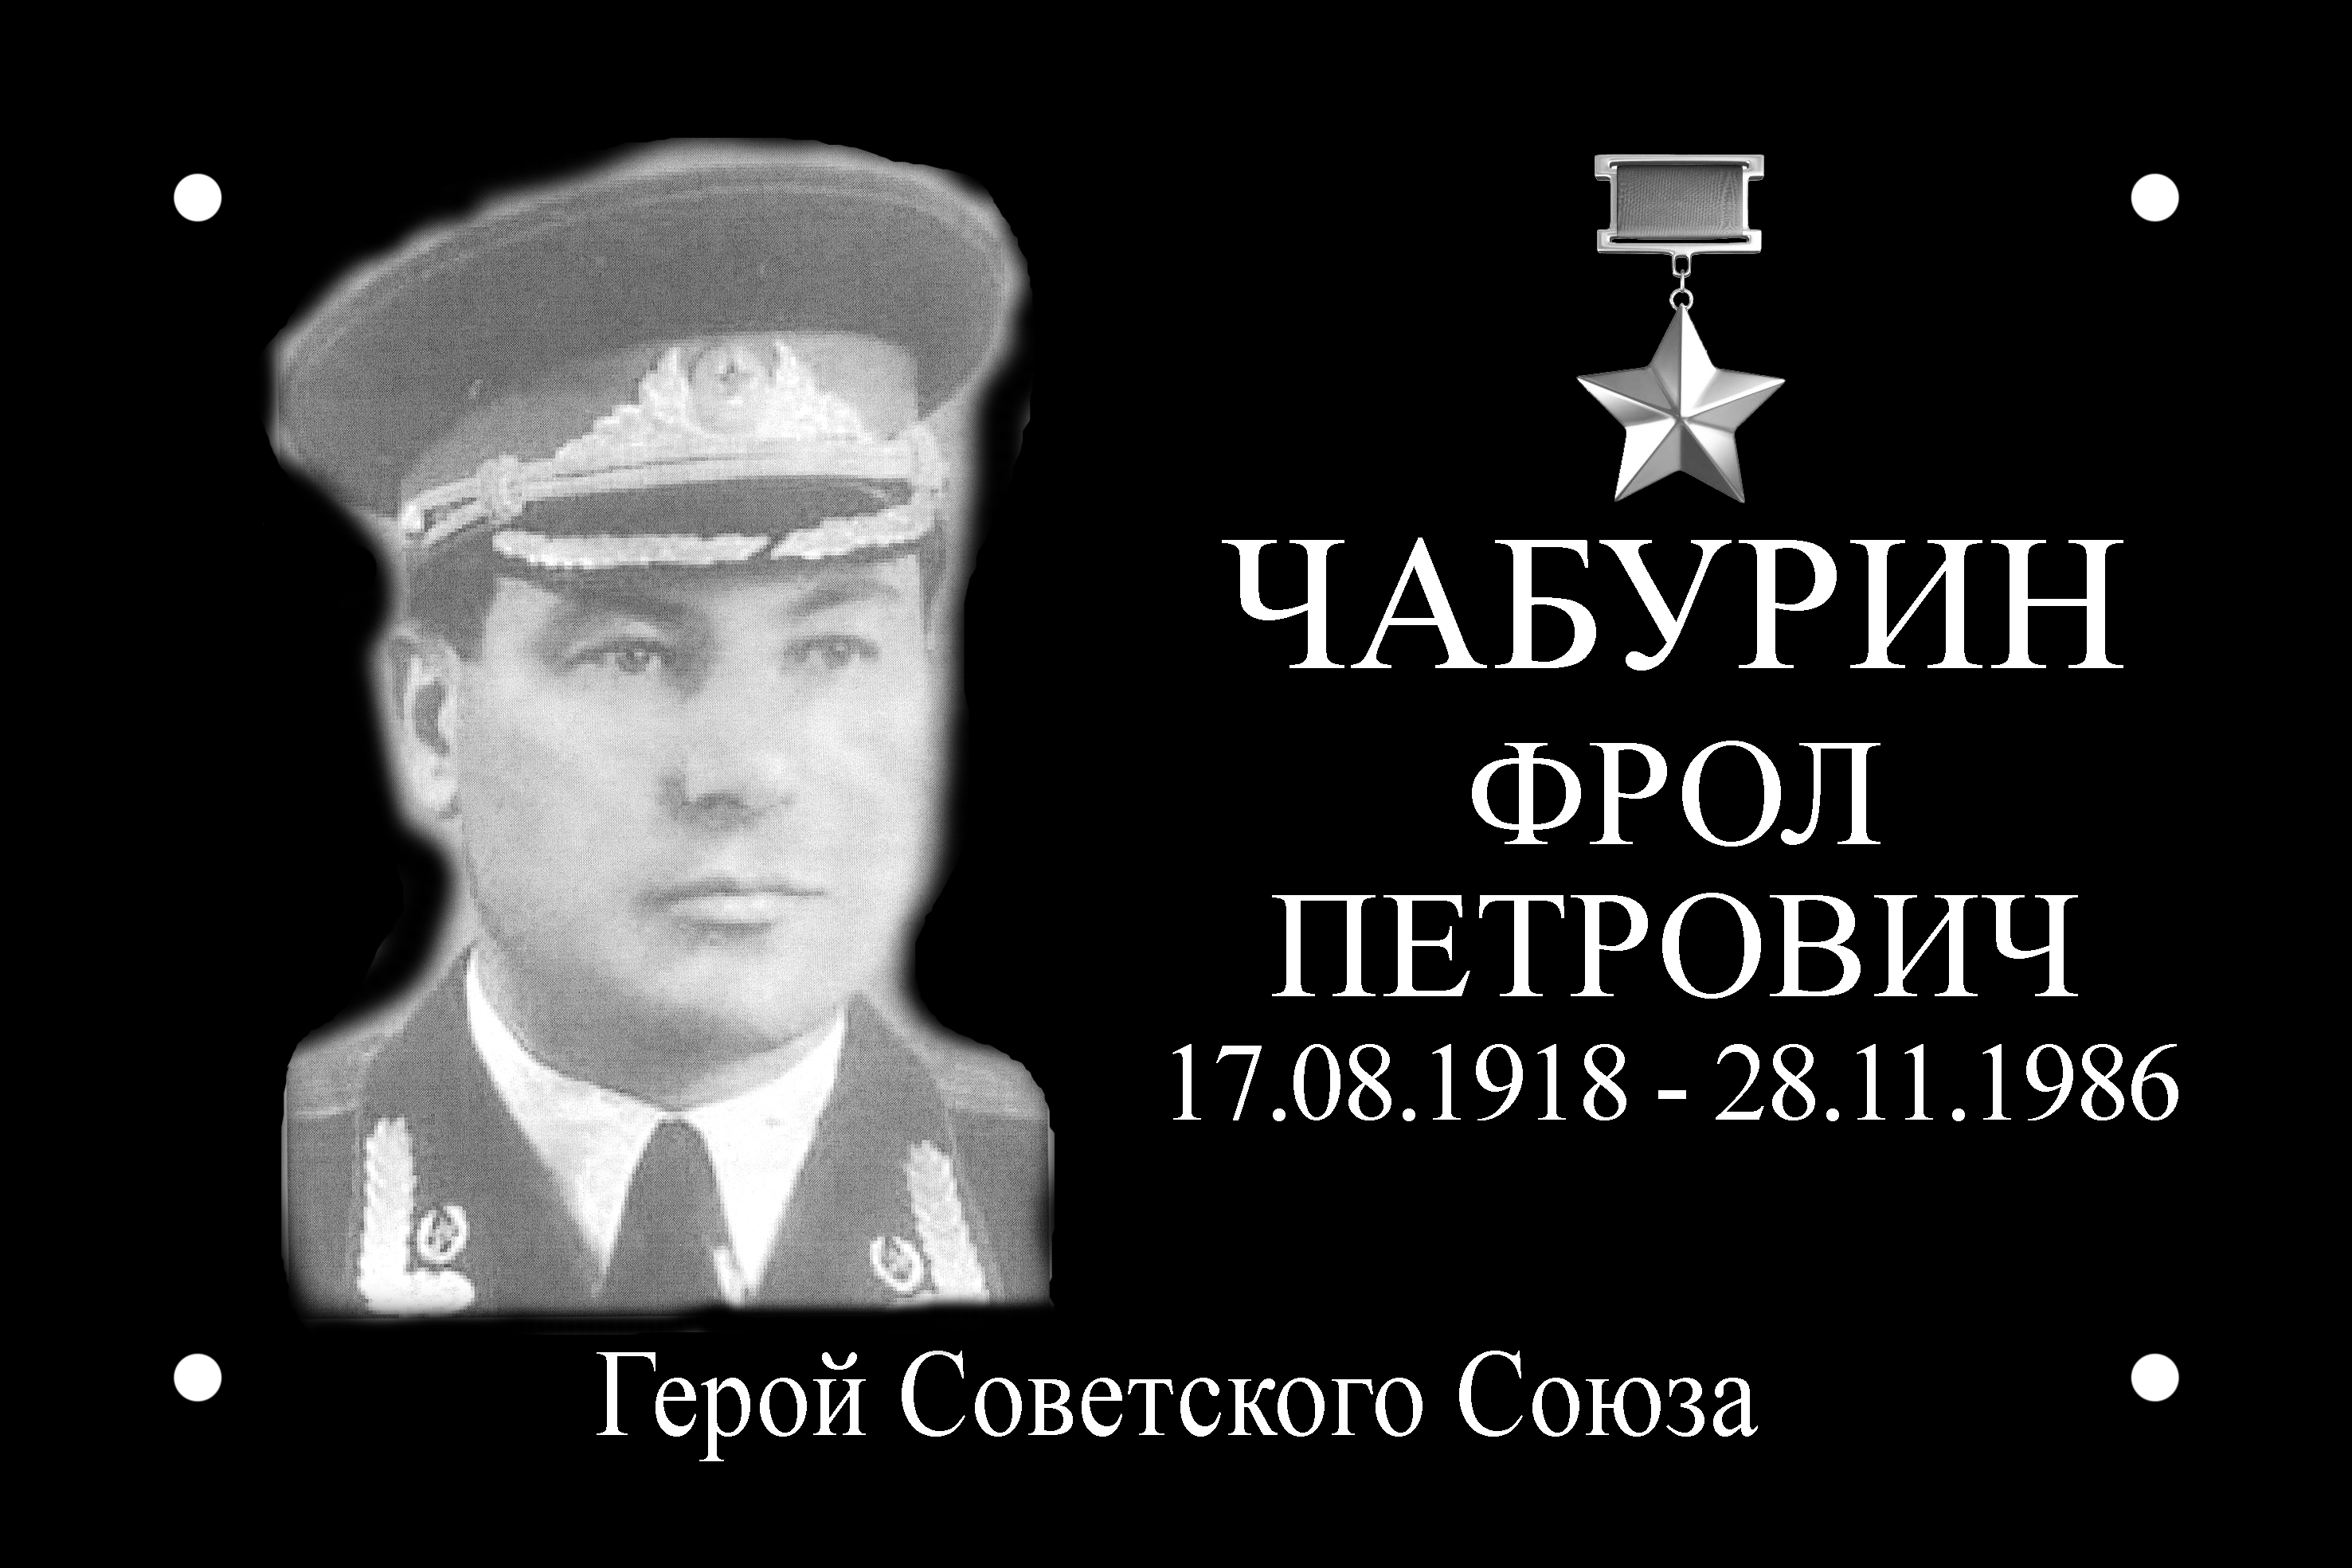 ЧАБУРИН
ФРОЛ
ПЕТРОВИЧ
17.08.1918 - 28.11.1986
Герой Советского Союза